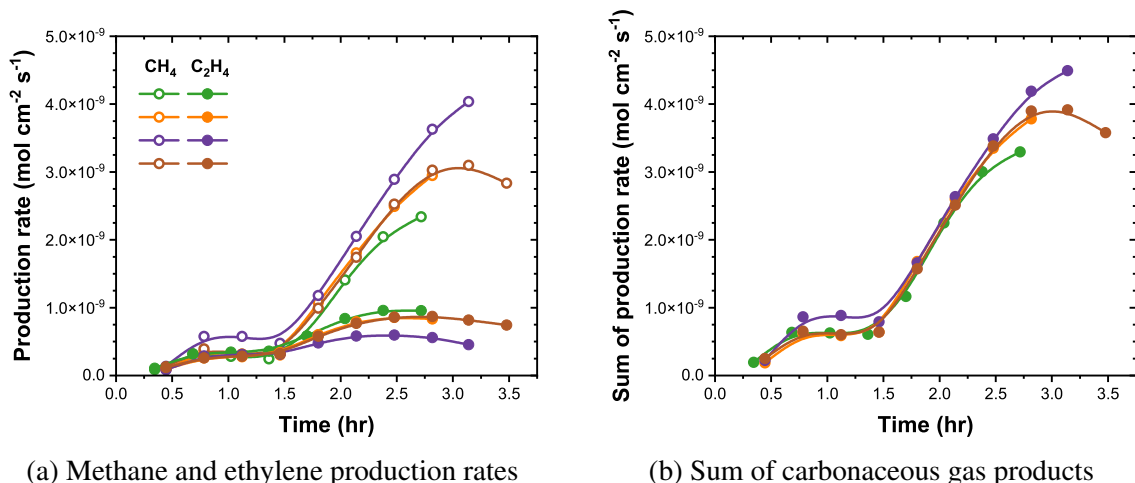 (a)
5.0×10⁻⁹
4.0×10⁻⁹
3.0×10⁻⁹
2.0×10⁻⁹
1.0×10⁻⁹
0.0
Production rate (mol cm⁻² s⁻¹)
CH₄ C₂H₄
0.0 0.5 1.0 1.5 2.0 2.5 3.0 3.5
Time (hr)
(a) Methane and ethylene production rates
(b)
5.0×10⁻⁹
4.0×10⁻⁹
3.0×10⁻⁹
2.0×10⁻⁹
1.0×10⁻⁹
0.0
Sum of production rate (mol cm⁻² s⁻¹)
0.0 0.5 1.0 1.5 2.0 2.5 3.0 3.5
Time (hr)
(b) Sum of carbonaceous gas products